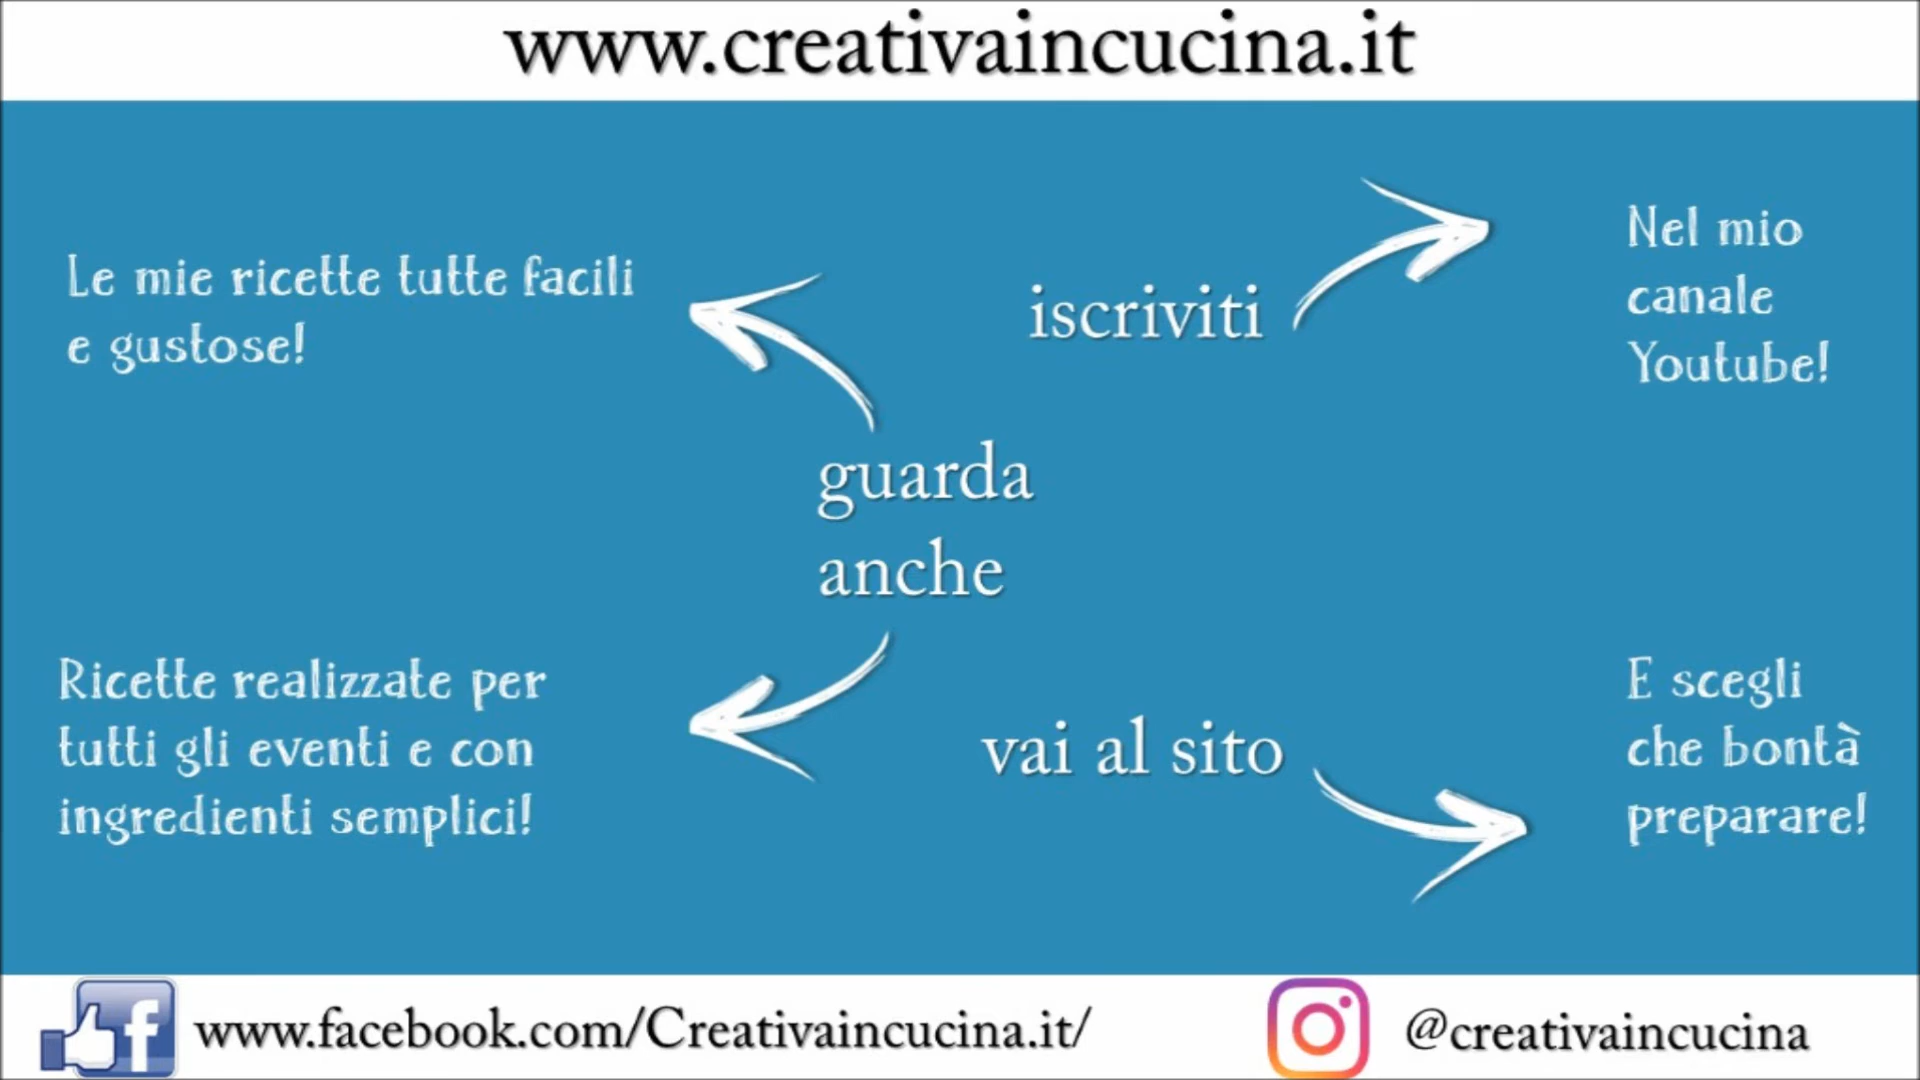 www.creativaincucina.it
Le mie ricette tutte facili
e gustose!
iscriviti
Nel mio
canale
Youtube!
guarda
anche
Ricette realizzate per
tutti gli eventi e con
ingredienti semplici!
vai al sito
E scegli
che bontà
preparare!
f
www.facebook.com/Creativaincucina.it/
@creativaincucina